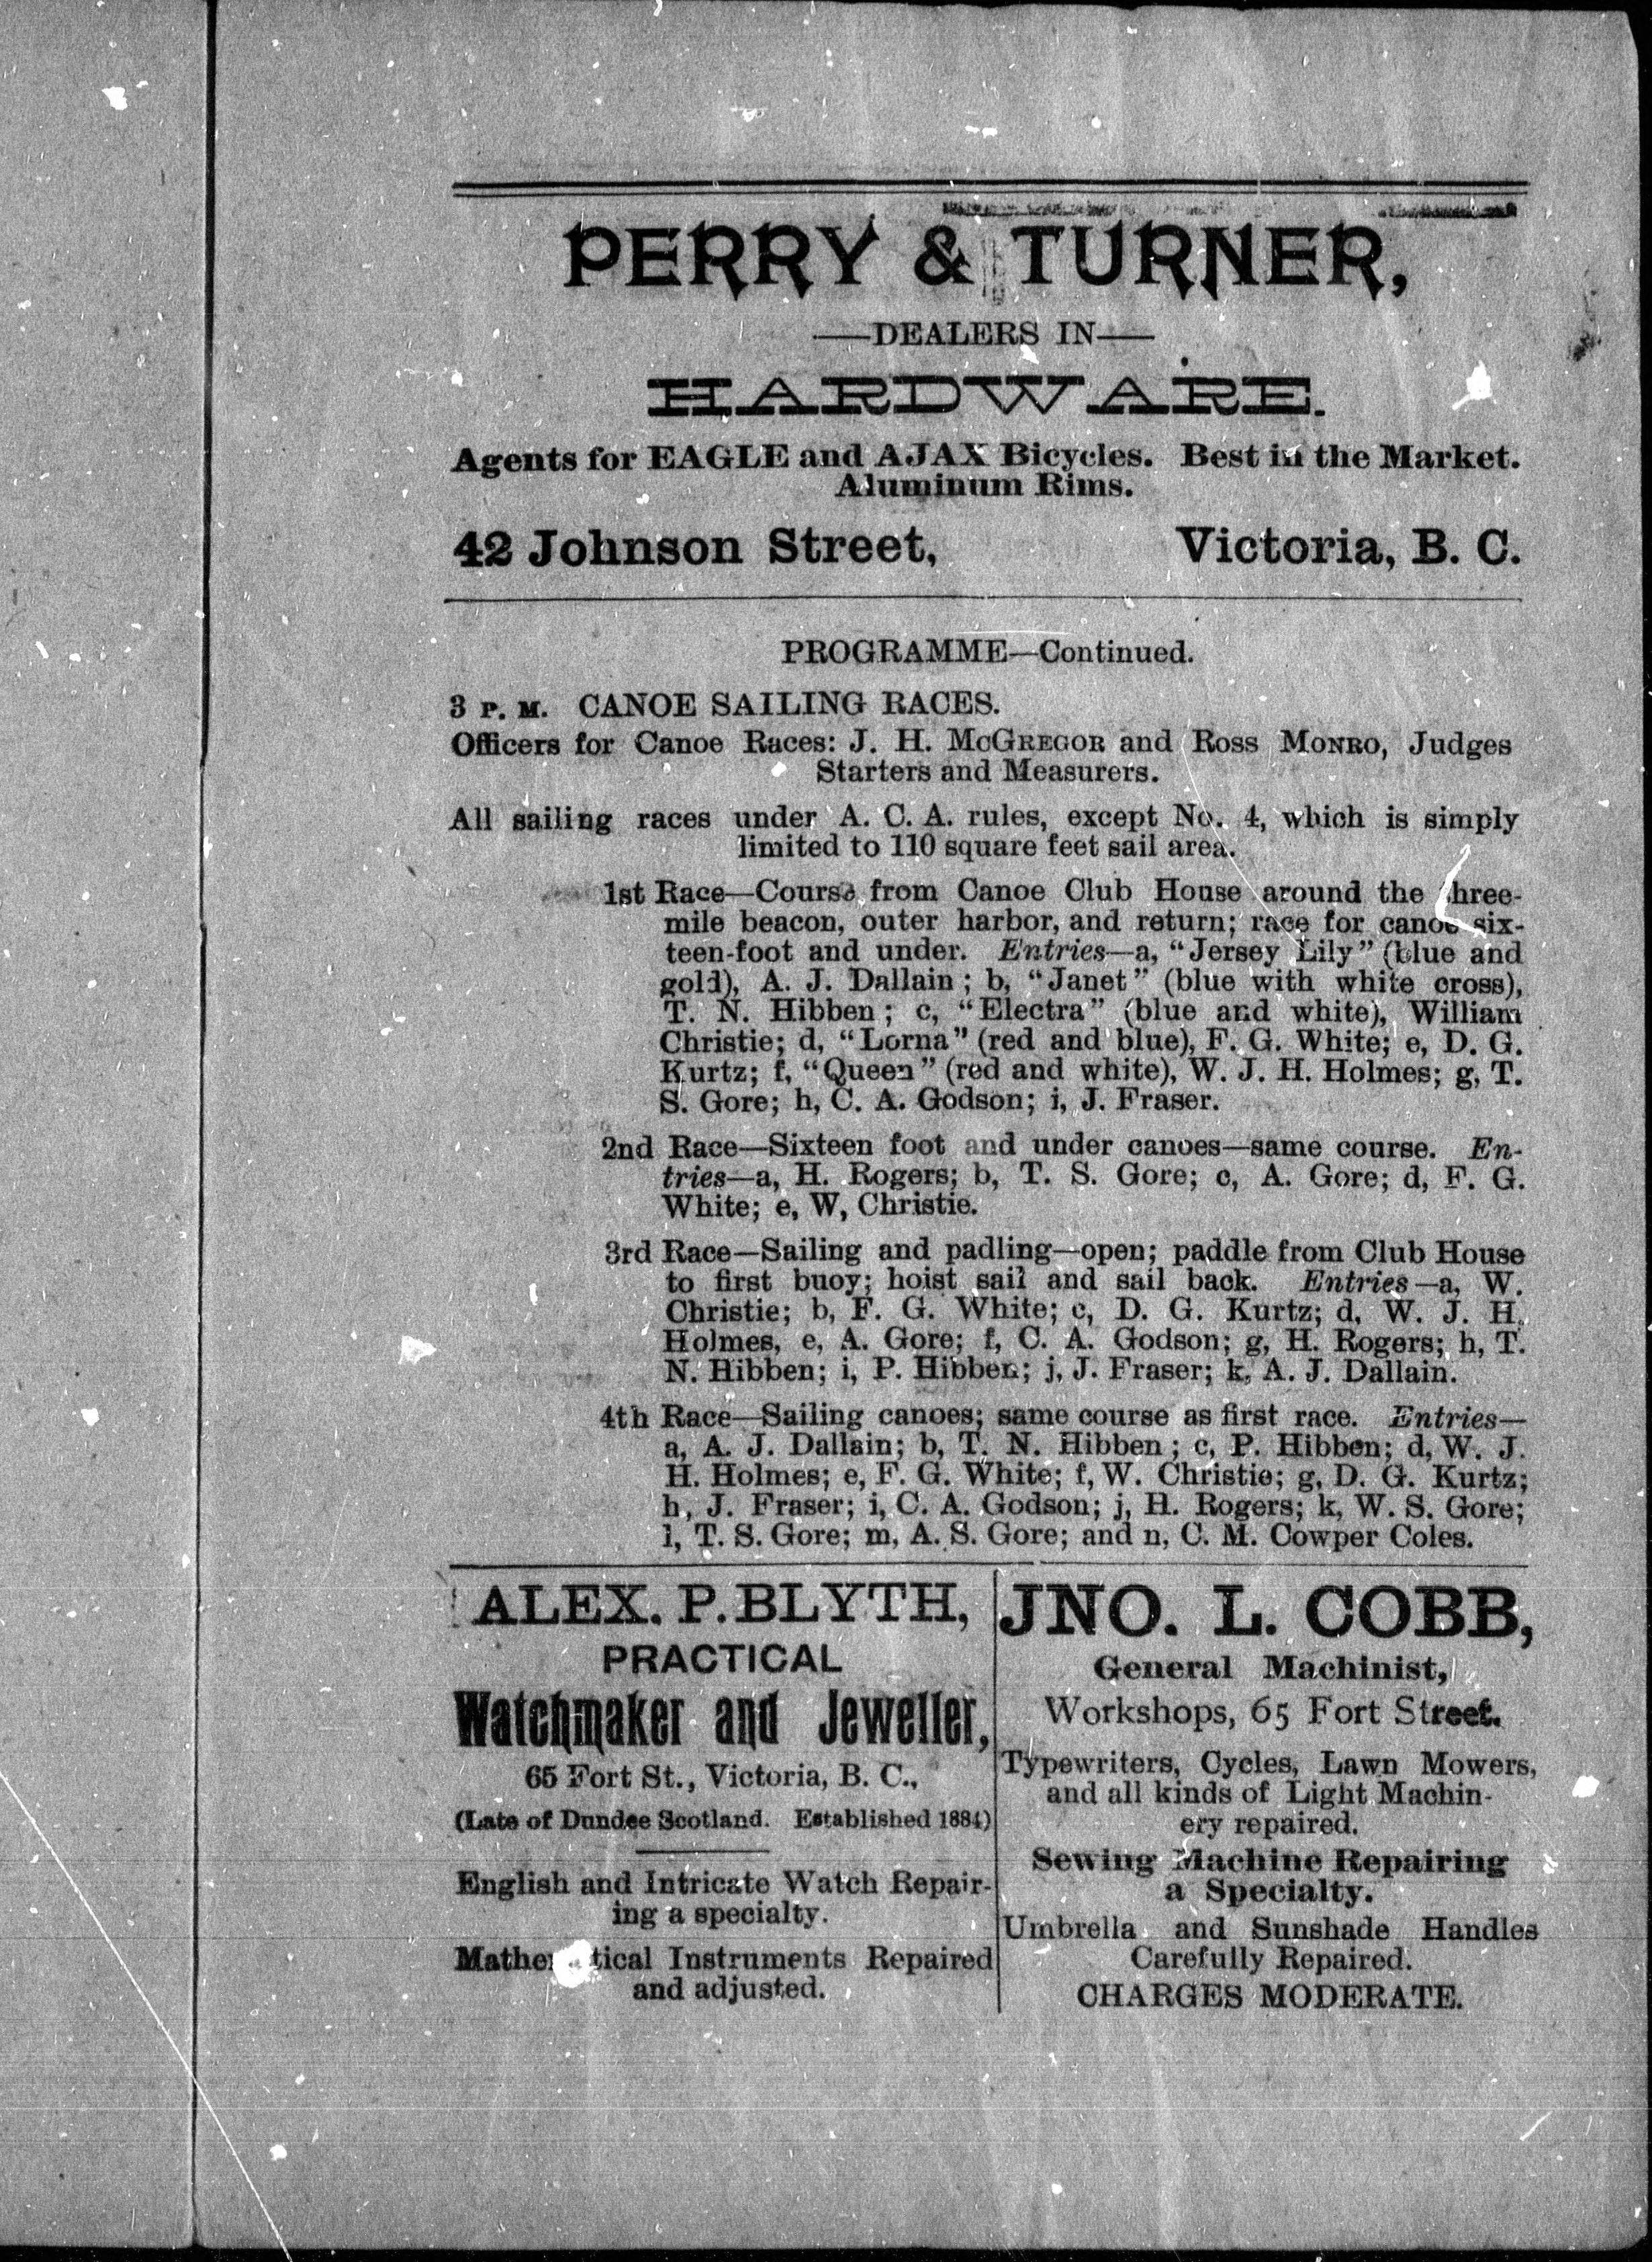 PERRY & TURNER,
—DEALERS IN—
HARDWARE.
Agents for EAGLE and AJAX Bicycles. Best in the Market.
Aluminum Rims.
42 Johnson Street, Victoria, B. C.
PROGRAMME—Continued.
3 P. M. CANOE SAILING RACES.
Officers for Canoe Races: J. H. McGREGOR and Ross MONRO, Judges
Starters and Measurers.
All sailing races under A. C. A. rules, except No. 4, which is simply
limited to 110 square feet sail area.
1st Race—Course from Canoe Club House around the three-
mile beacon, outer harbor, and return; race for canoe six-
teen-foot and under. Entries—a, "Jersey Lily" (blue and
gold), A. J. Dallain; b, "Janet" (blue with white cross),
T. N. Hibben; c, "Electra" (blue and white), William
Christie; d, "Lorna" (red and blue), F. G. White; e, D. G.
Kurtz; f, "Queen" (red and white), W. J. H. Holmes; g, T.
S. Gore; h, C. A. Godson; i, J. Fraser.
2nd Race—Sixteen foot and under canoes—same course. En-
tries—a, H. Rogers; b, T. S. Gore; c, A. Gore; d, F. G.
White; e, W, Christie.
3rd Race—Sailing and padling—open; paddle from Club House
to first buoy; hoist sail and sail back. Entries—a, W.
Christie; b, F. G. White; c, D. G. Kurtz; d, W. J. H.
Holmes, e, A. Gore; f, C. A. Godson; g, H. Rogers; h, T.
N. Hibben; i, P. Hibben; j, J. Fraser; k, A. J. Dallain.
4th Race—Sailing canoes; same course as first race. Entries—
a, A. J. Dallain; b, T. N. Hibben; c, P. Hibben; d, W. J.
H. Holmes; e, F. G. White; f, W. Christie; g, D. G. Kurtz;
h, J. Fraser; i, C. A. Godson; j, H. Rogers; k, W. S. Gore;
l, T. S. Gore; m, A. S. Gore; and n, C. M. Cowper Coles.
ALEX. P. BLYTH,
PRACTICAL
Watchmaker and Jeweller,
65 Fort St., Victoria, B. C.,
(Late of Dundee Scotland. Established 1884)
English and Intricate Watch Repair-
ing a specialty.
Mathematical Instruments Repaired
and adjusted.
JNO. L. COBB,
General Machinist,
Workshops, 65 Fort Street.
Typewriters, Cycles, Lawn Mowers,
and all kinds of Light Machin-
ery repaired.
Sewing Machine Repairing
a Specialty.
Umbrella and Sunshade Handles
Carefully Repaired.
CHARGES MODERATE.